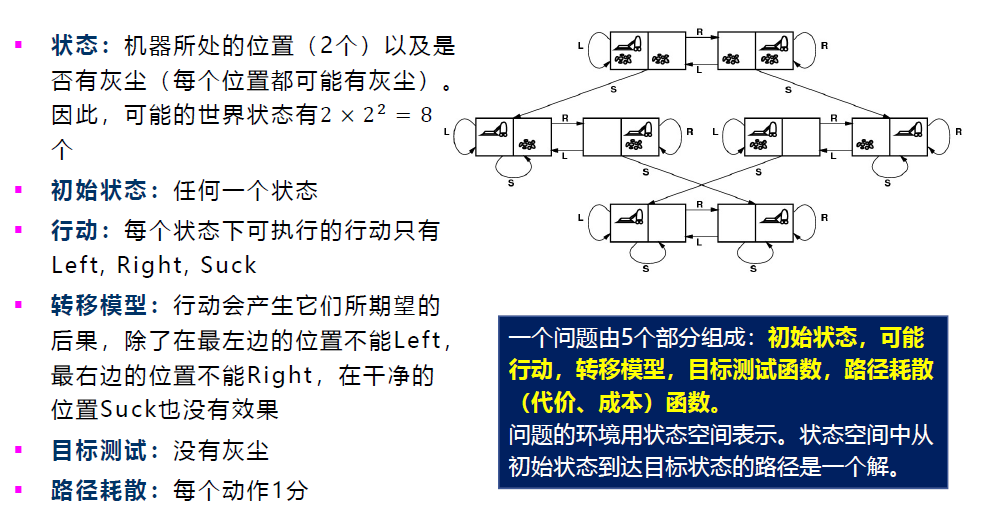 ▪ 状态：机器所处的位置（2个）以及是
否有灰尘（每个位置都可能有灰尘）。
因此，可能的世界状态有2 × 2² = 8
个
▪ 初始状态：任何一个状态
▪ 行动：每个状态下可执行的行动只有
Left, Right, Suck
▪ 转移模型：行动会产生它们所期望的
后果，除了在最左边的位置不能Left，
最右边的位置不能Right，在干净的
位置Suck也没有效果
▪ 目标测试：没有灰尘
▪ 路径耗散：每个动作1分
R
L
R
L
S
S
R
R
L
R
L
R
L
L
S
S
S
S
R
L
R
L
S
S
一个问题由5个部分组成：初始状态，可能
行动，转移模型，目标测试函数，路径耗散
（代价、成本）函数。
问题的环境用状态空间表示。状态空间中从
初始状态到达目标状态的路径是一个解。